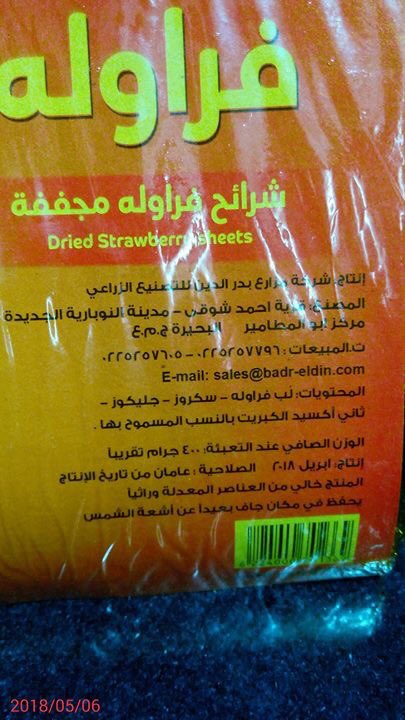 فراوله
شرائح فراوله مجففة
Dried Strawberry Sheets
إنتاج: شركة مزارع بدر الدين للتصنيع الزراعي
المصنع: قرية احمد شوقى - مدينة النوبارية الجديدة
مركز ابو المطامير البحيرة ج.م.ع
ت.المبيعات : ٠٢٢٥٢٥٧٧٩٦ - ٠٢٢٥٢٥٧٦٠٥
E-mail: sales@badr-eldin.com
المحتويات: لب فراوله - سكروز - جليكوز -
ثاني أكسيد الكبريت بالنسب المسموح بها .
الوزن الصافي عند التعبئة: ٤٠٠ جرام تقريباً
إنتاج: ابريل ٢٠١٨ الصلاحية : عامان من تاريخ الإنتاج
المنتج خالي من العناصر المعدلة وراثياً
يحفظ في مكان جاف بعيداً عن أشعة الشمس
2018/05/06